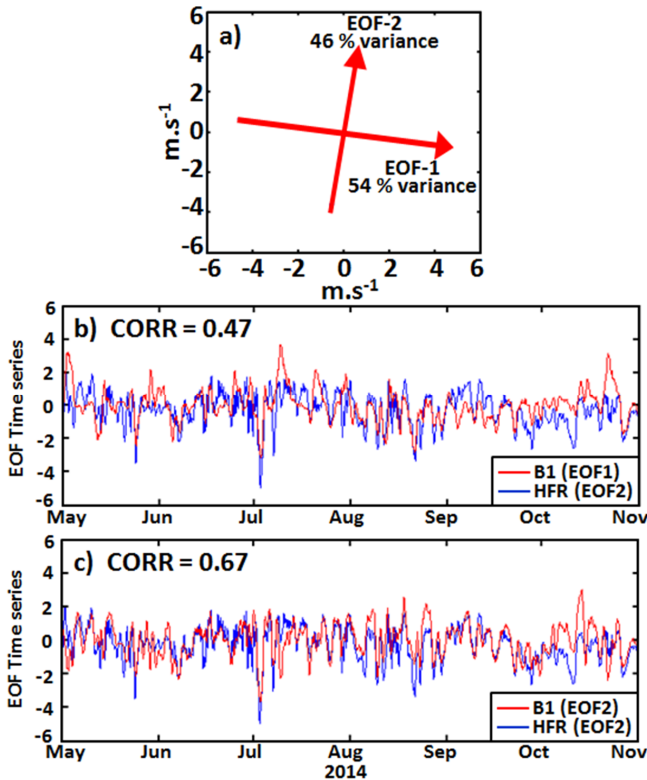 a)
EOF-2
46 % variance
6
4
2
0
-2
-4
-6
m.s-1
EOF-1
54 % variance
-6 -4 -2 0 2 4 6
m.s-1
b) CORR = 0.47
6
4
2
0
-2
-4
-6
EOF Time series
B1 (EOF1)
HFR (EOF2)
May Jun Jul Aug Sep Oct Nov
c) CORR = 0.67
6
4
2
0
-2
-4
-6
EOF Time series
B1 (EOF2)
HFR (EOF2)
May Jun Jul Aug Sep Oct Nov
2014